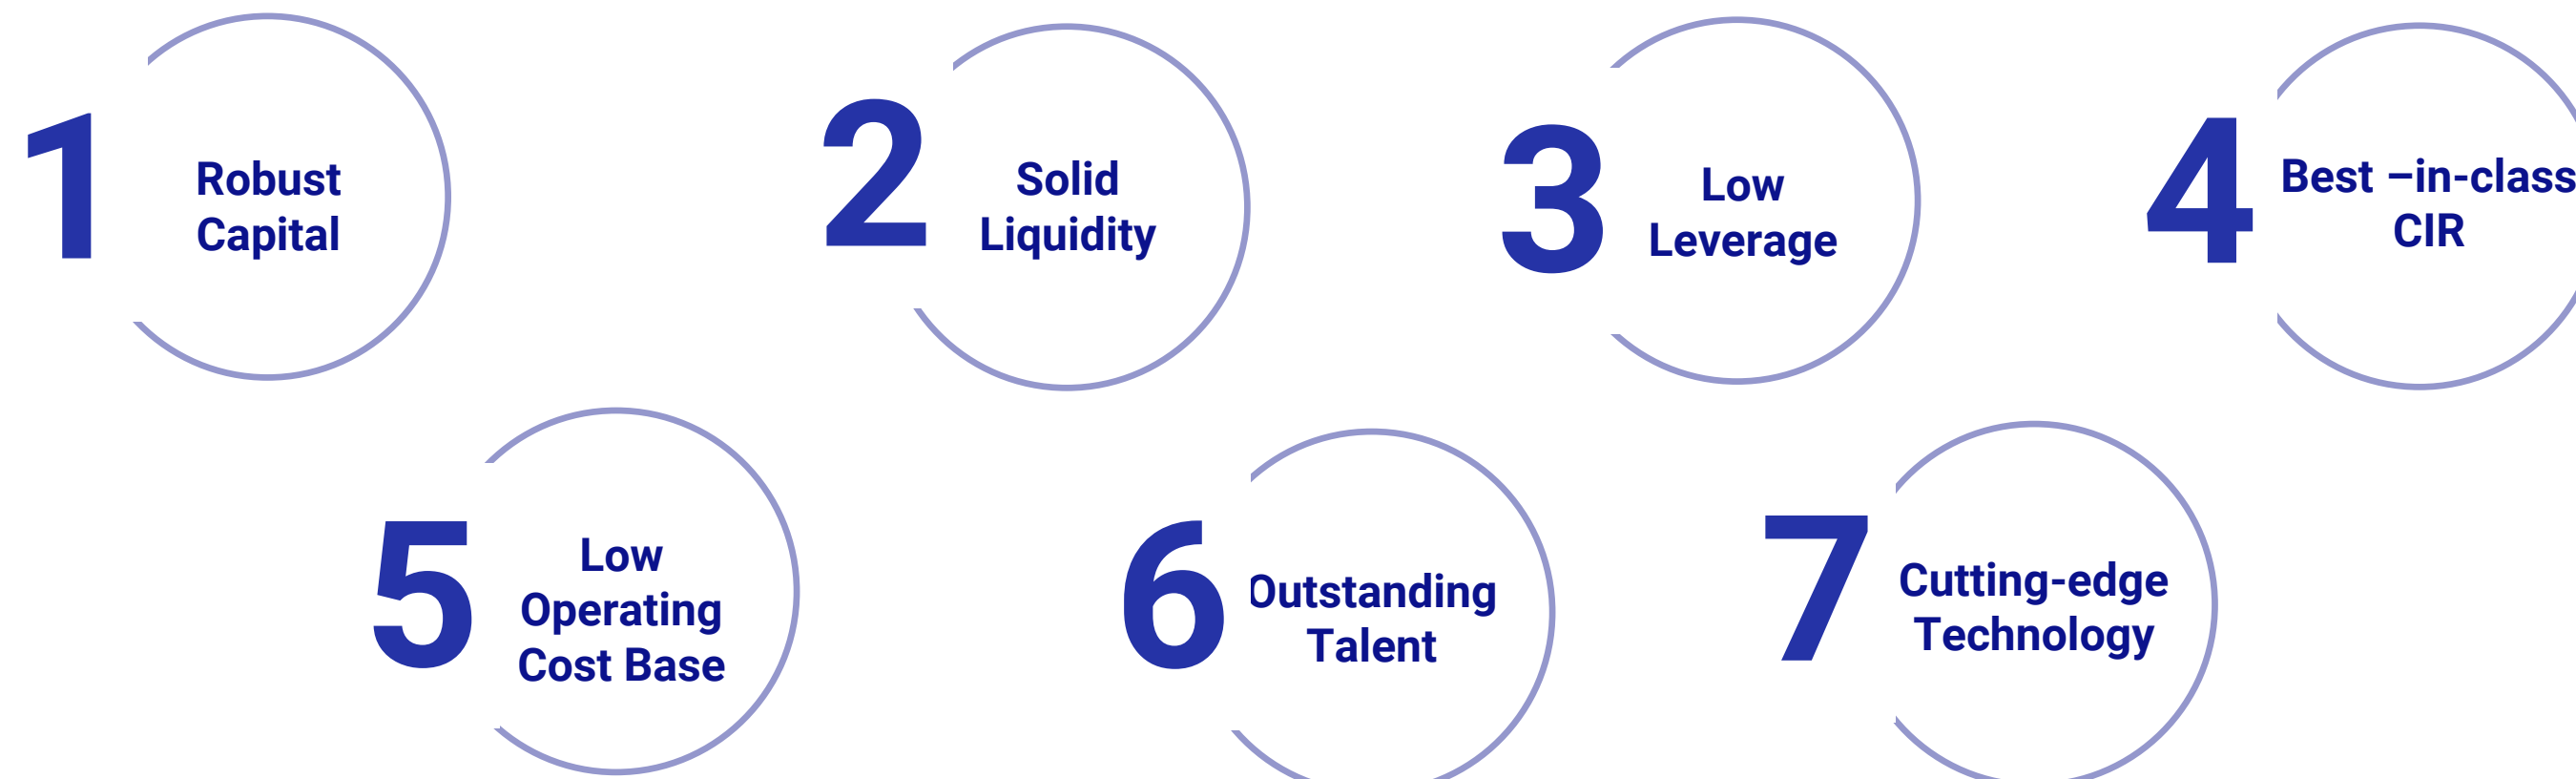 1
Robust
Capital
2
Solid
Liquidity
3
Low
Leverage
4
Best –in-class
CIR
5
Low
Operating
Cost Base
6
Outstanding
Talent
7
Cutting-edge
Technology